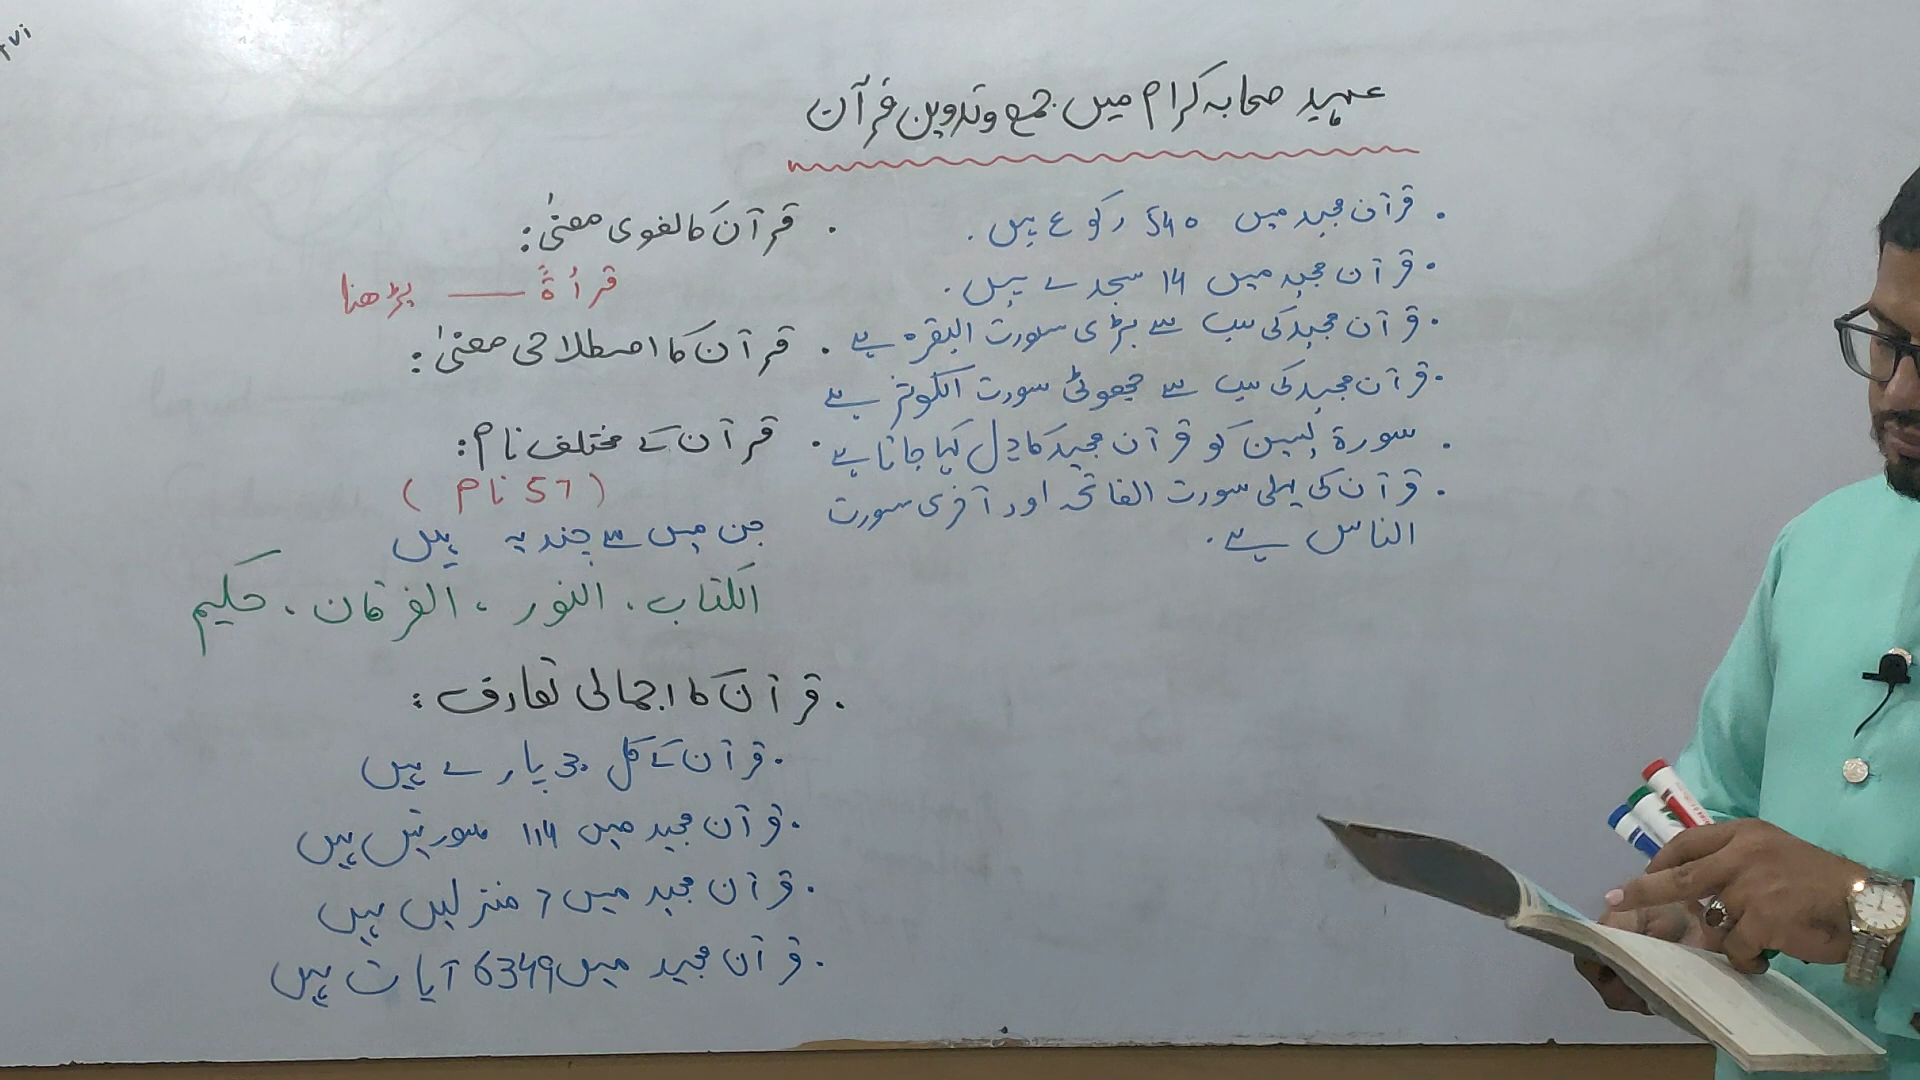 عہد صحابہ کرام میں جمع و تدوین قرآن
. قرآن کا لغوی معنیٰ:
قرأۃً — پڑھنا
. قرآن کا اصطلاحی معنیٰ:
. قرآن کے مختلف نام:
(57 نام)
جن میں سے چند یہ ہیں
الکتاب، النور، الفرقان، حکیم
. قرآن کا اجمالی تعارف:
. قرآن کے کل 30 پارے ہیں
. قرآن مجید میں 114 سورتیں ہیں
. قرآن مجید میں 7 منزلیں ہیں
. قرآن مجید میں 6349 آیات ہیں
. قرآن مجید میں 540 رکوع ہیں.
. قرآن مجید میں 14 سجدے ہیں.
. قرآن مجید کی سب سے بڑی سورت البقرہ ہے
. قرآن مجید کی سب سے چھوٹی سورت الکوثر ہے
. سورۃ یٰسین کو قرآن مجید کا دل کہا جاتا ہے
. قرآن کی پہلی سورت الفاتحہ اور آخری سورت
الناس ہے.